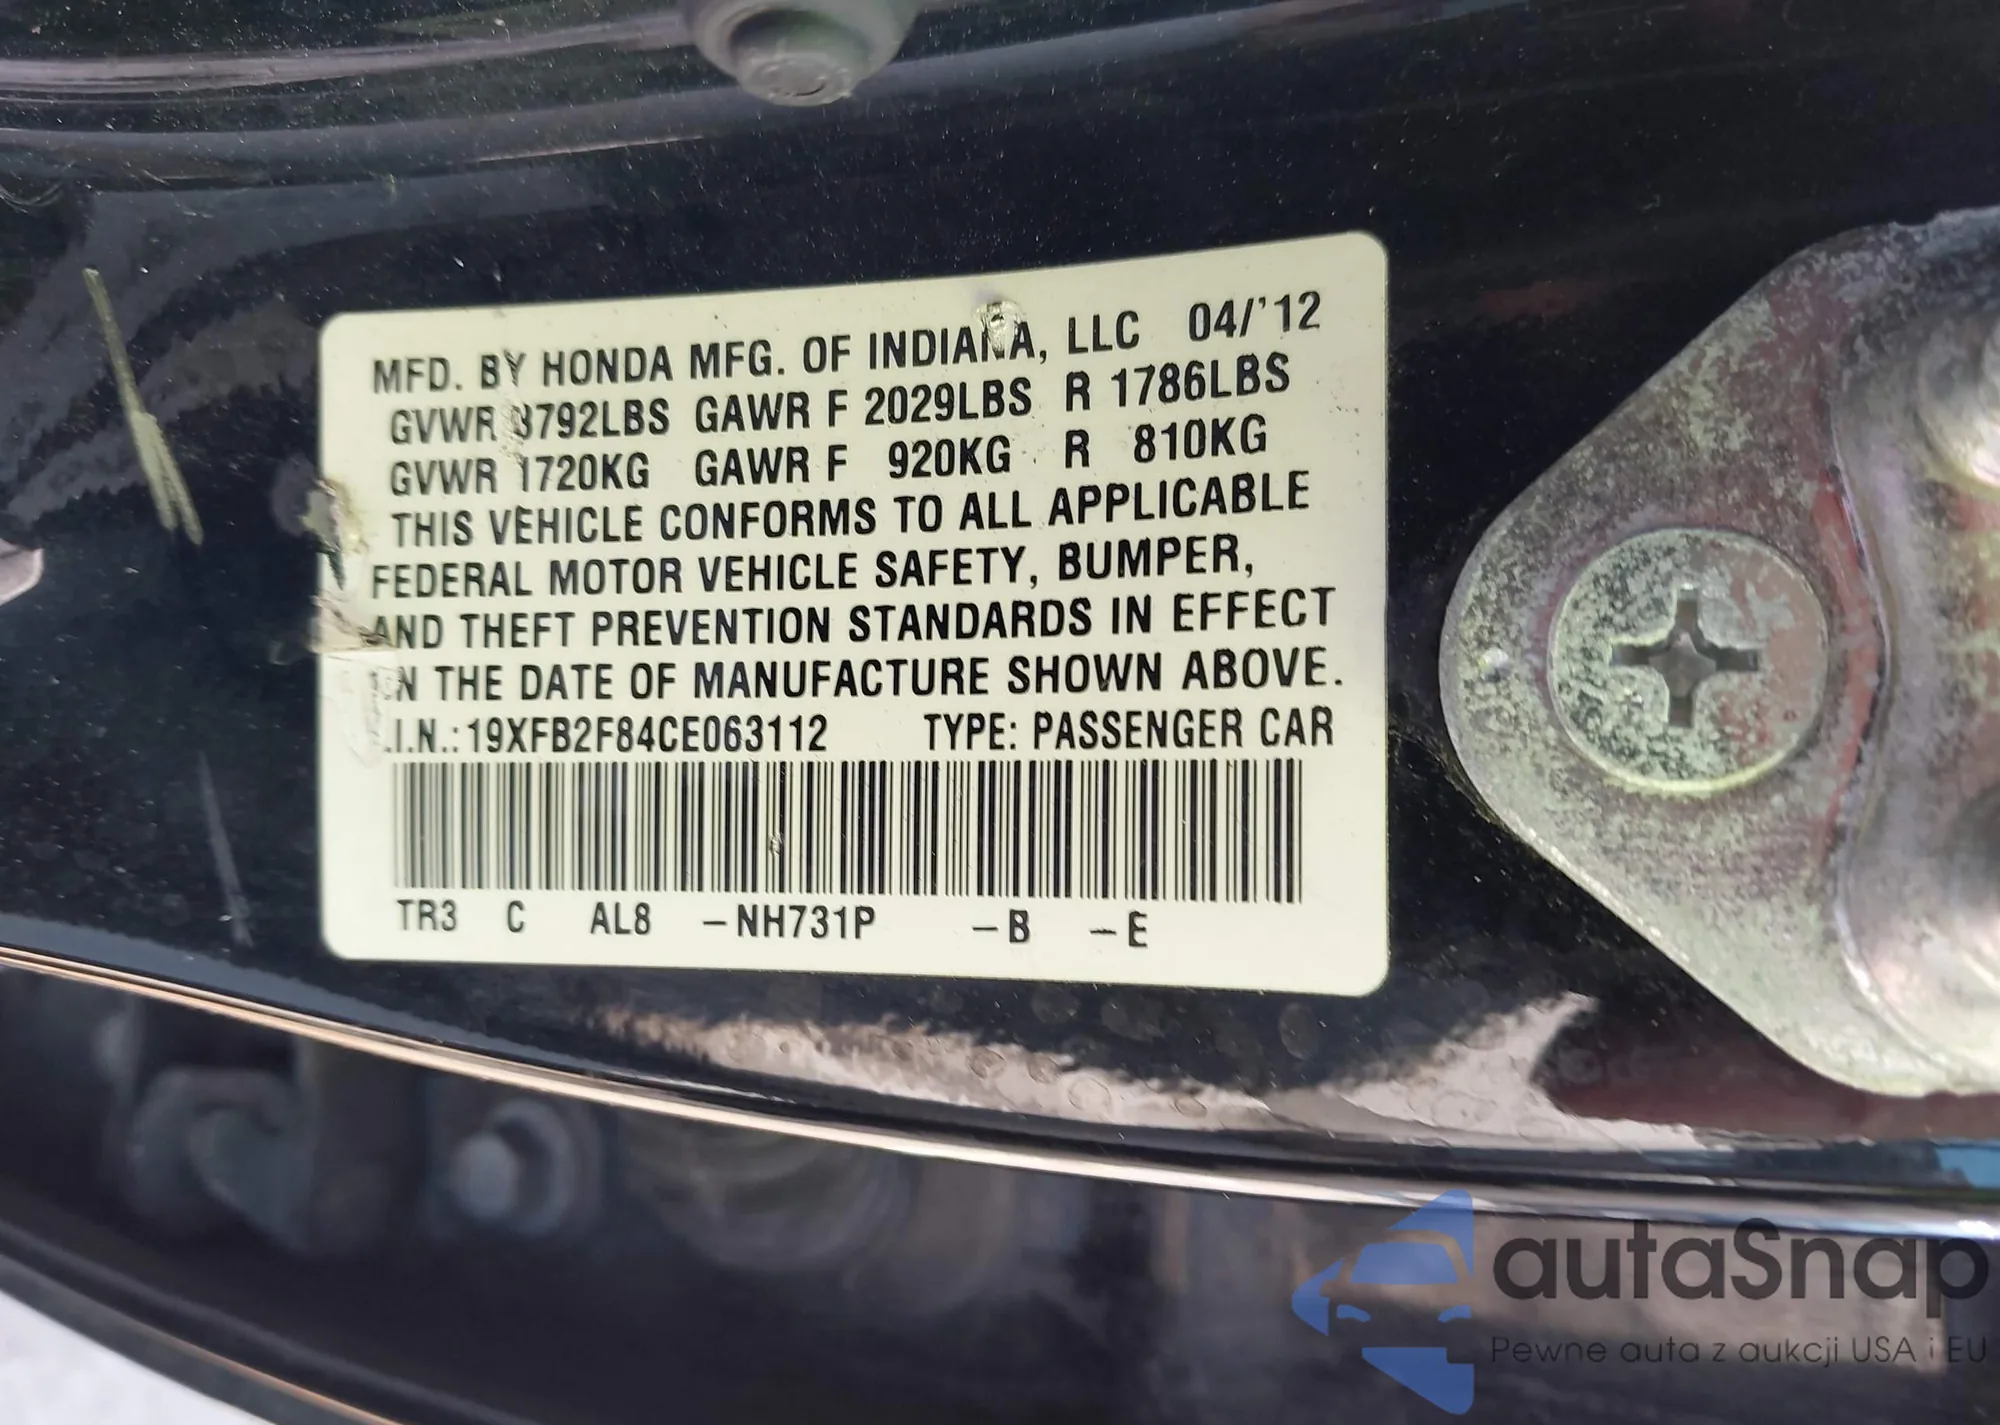 MFD. BY HONDA MFG. OF INDIANA, LLC 04/'12
GVWR 3792LBS GAWR F 2029LBS R 1786LBS
GVWR 1720KG GAWR F 920KG R 810KG
THIS VEHICLE CONFORMS TO ALL APPLICABLE
FEDERAL MOTOR VEHICLE SAFETY, BUMPER,
AND THEFT PREVENTION STANDARDS IN EFFECT
ON THE DATE OF MANUFACTURE SHOWN ABOVE.
.I.N.: 19XFB2F84CE063112 TYPE: PASSENGER CAR
TR3 C AL8 -NH731P -B -E
autaSnap
Pewne auta z aukcji USA i EU